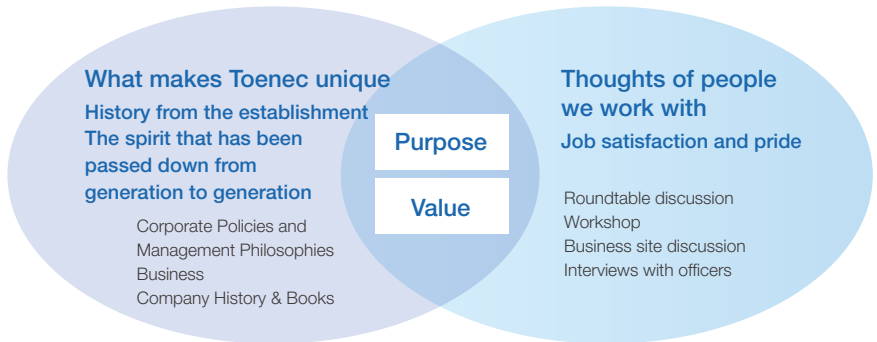 What makes Toenec unique
History from the establishment
The spirit that has been
passed down from
generation to generation
Corporate Policies and
Management Philosophies
Business
Company History & Books
Purpose
Value
Thoughts of people
we work with
Job satisfaction and pride
Roundtable discussion
Workshop
Business site discussion
Interviews with officers